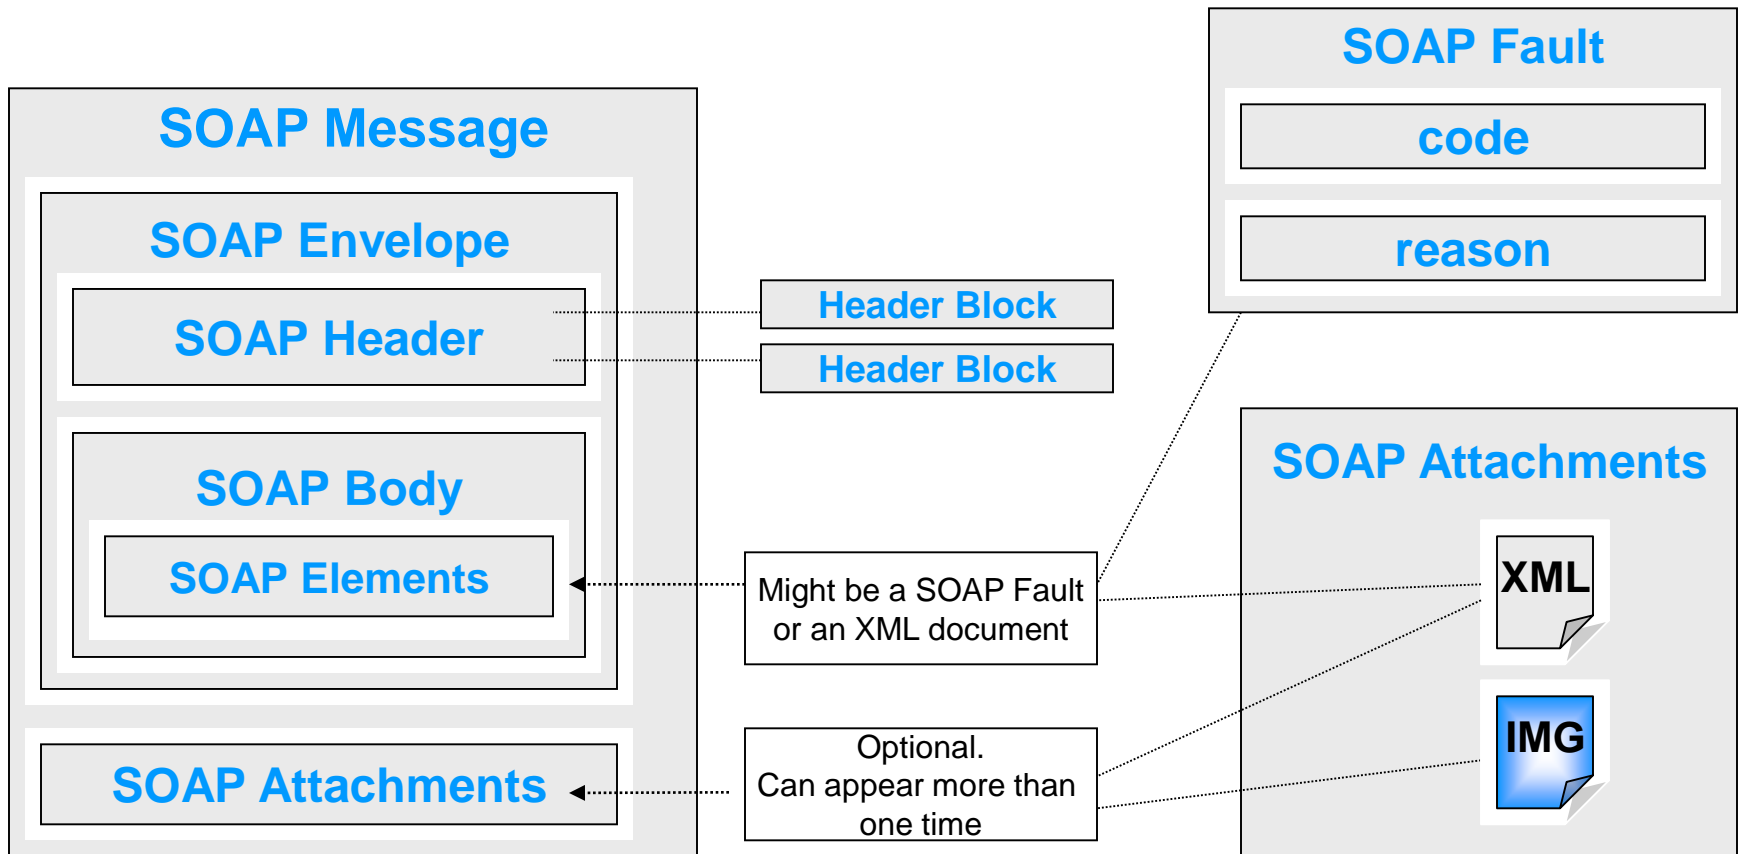 SOAP Message
SOAP Envelope
SOAP Header
SOAP Body
SOAP Elements
SOAP Attachments
Header Block
Header Block
Might be a SOAP Fault
or an XML document
Optional.
Can appear more than
one time
SOAP Fault
code
reason
SOAP Attachments
XML
IMG